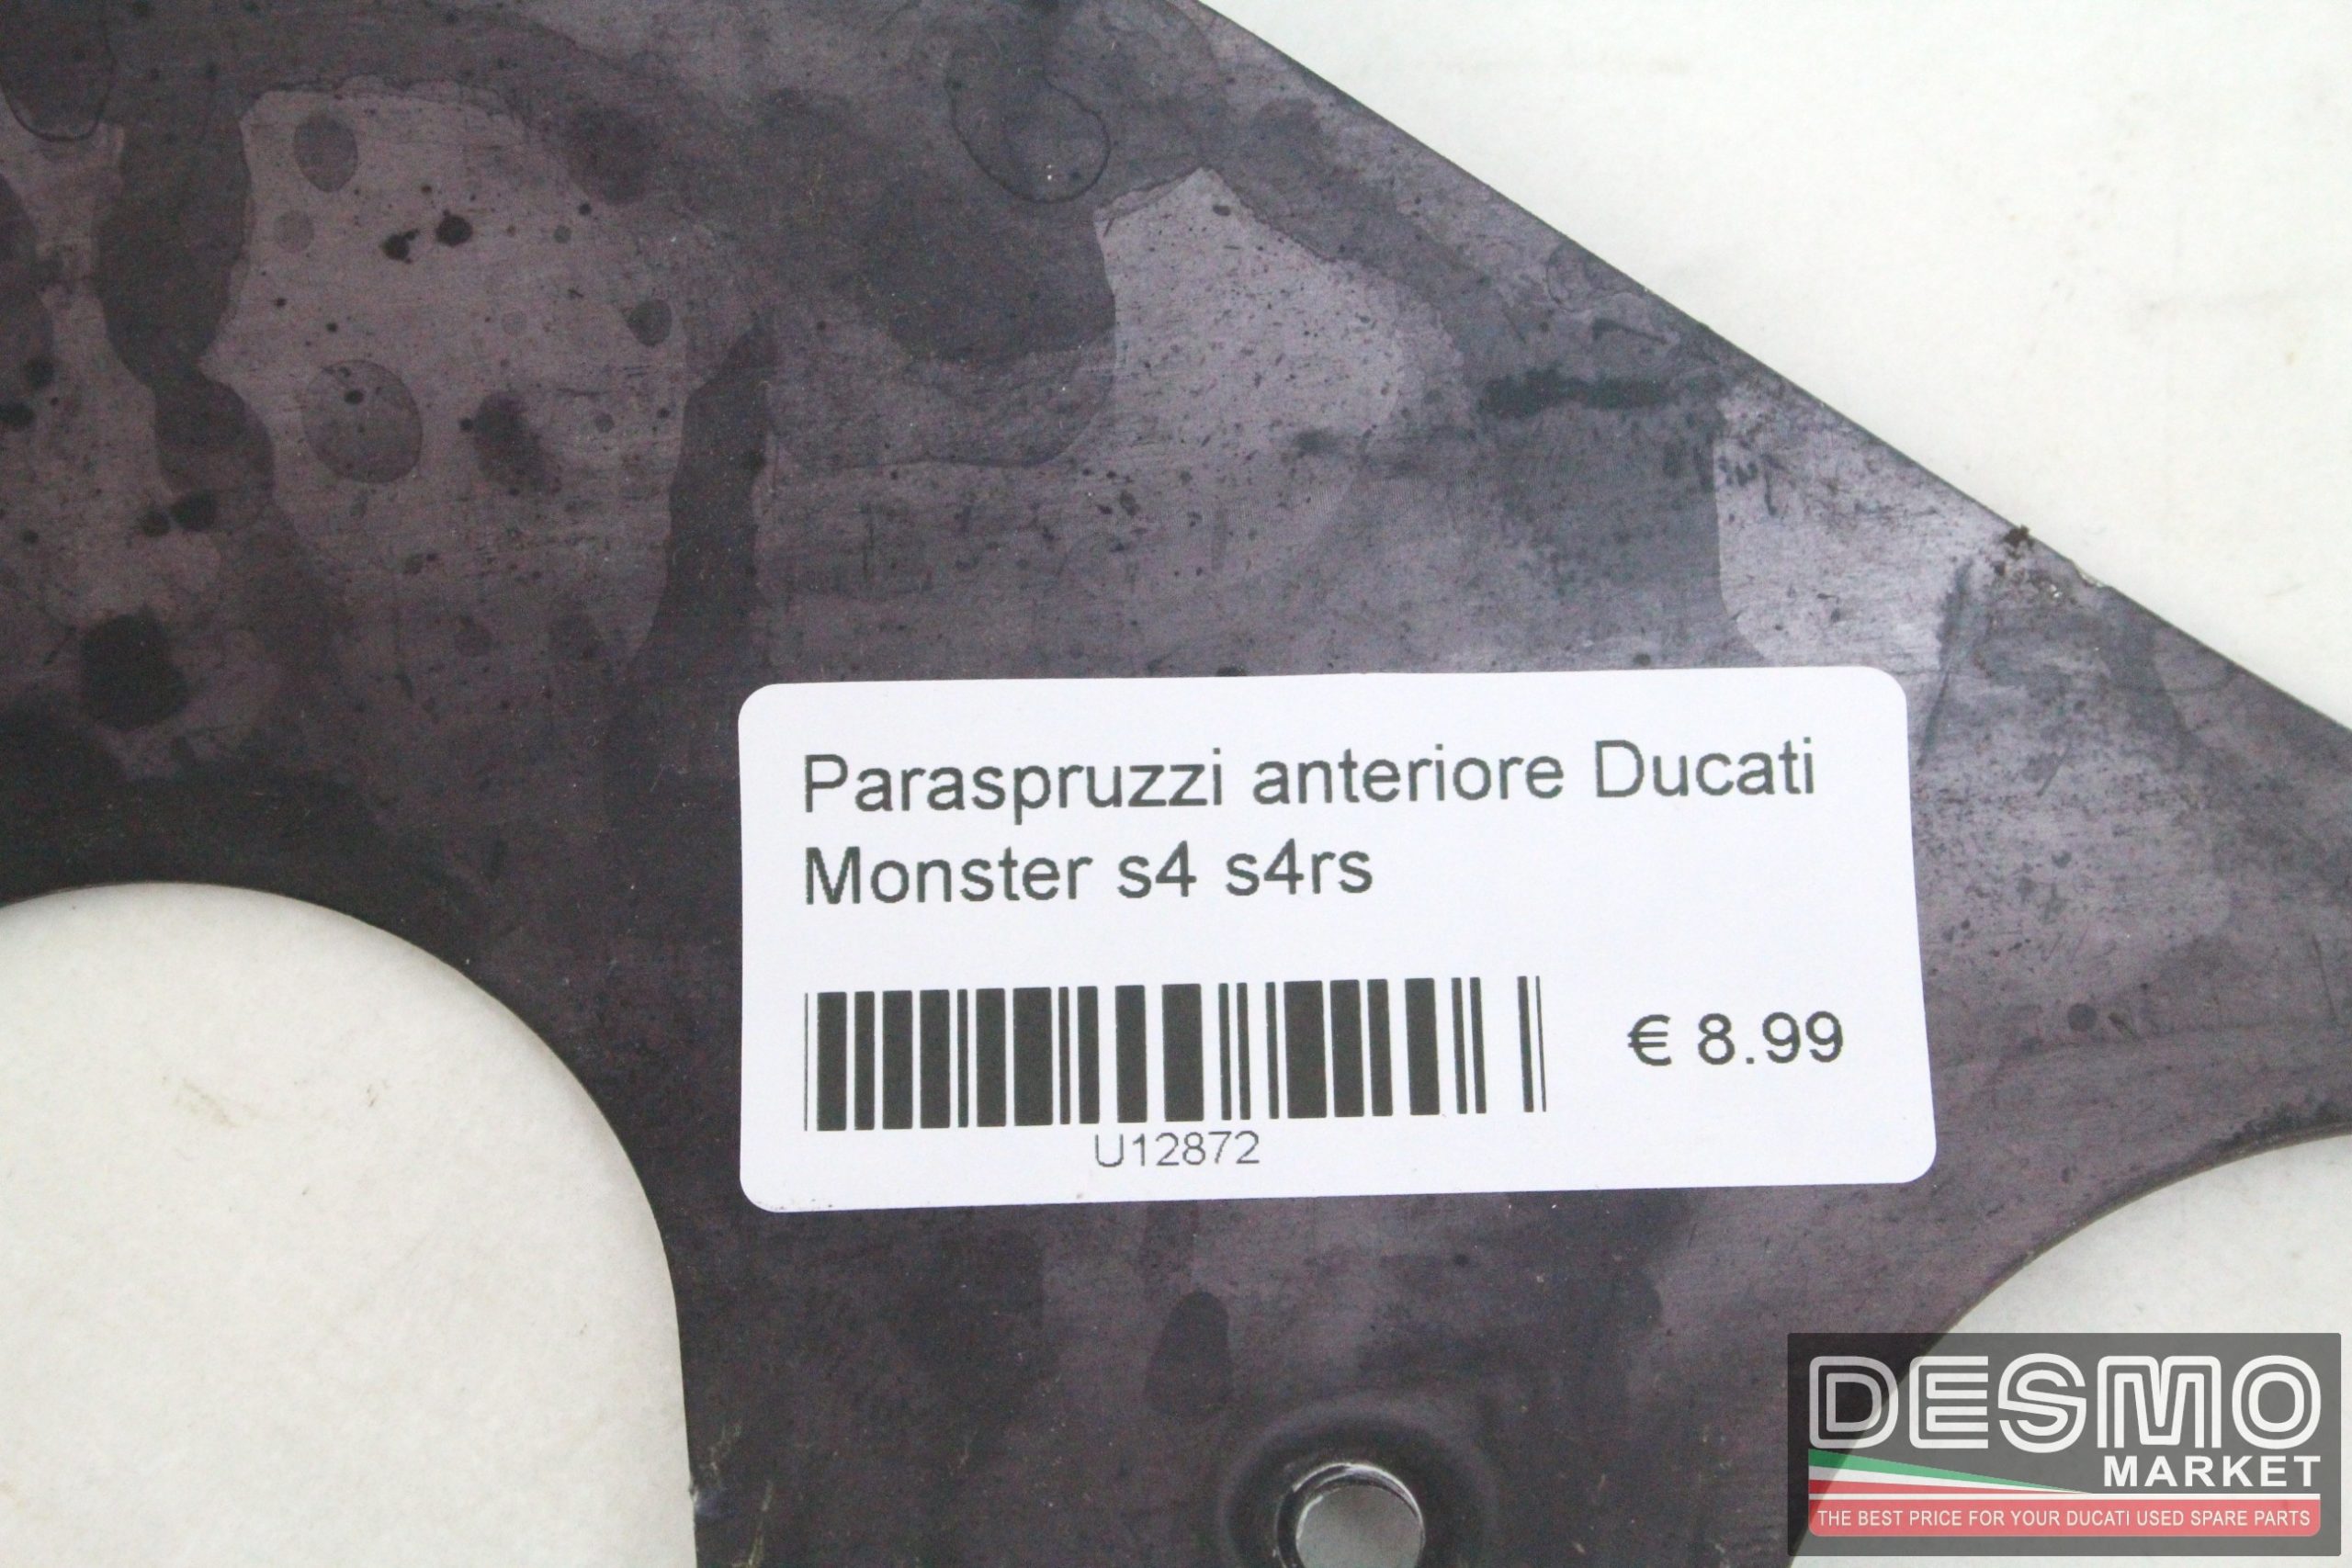 Paraspruzzi anteriore Ducati
Monster s4 s4rs
€ 8.99
U12872
DESMO
MARKET
THE BEST PRICE FOR YOUR DUCATI USED SPARE PARTS